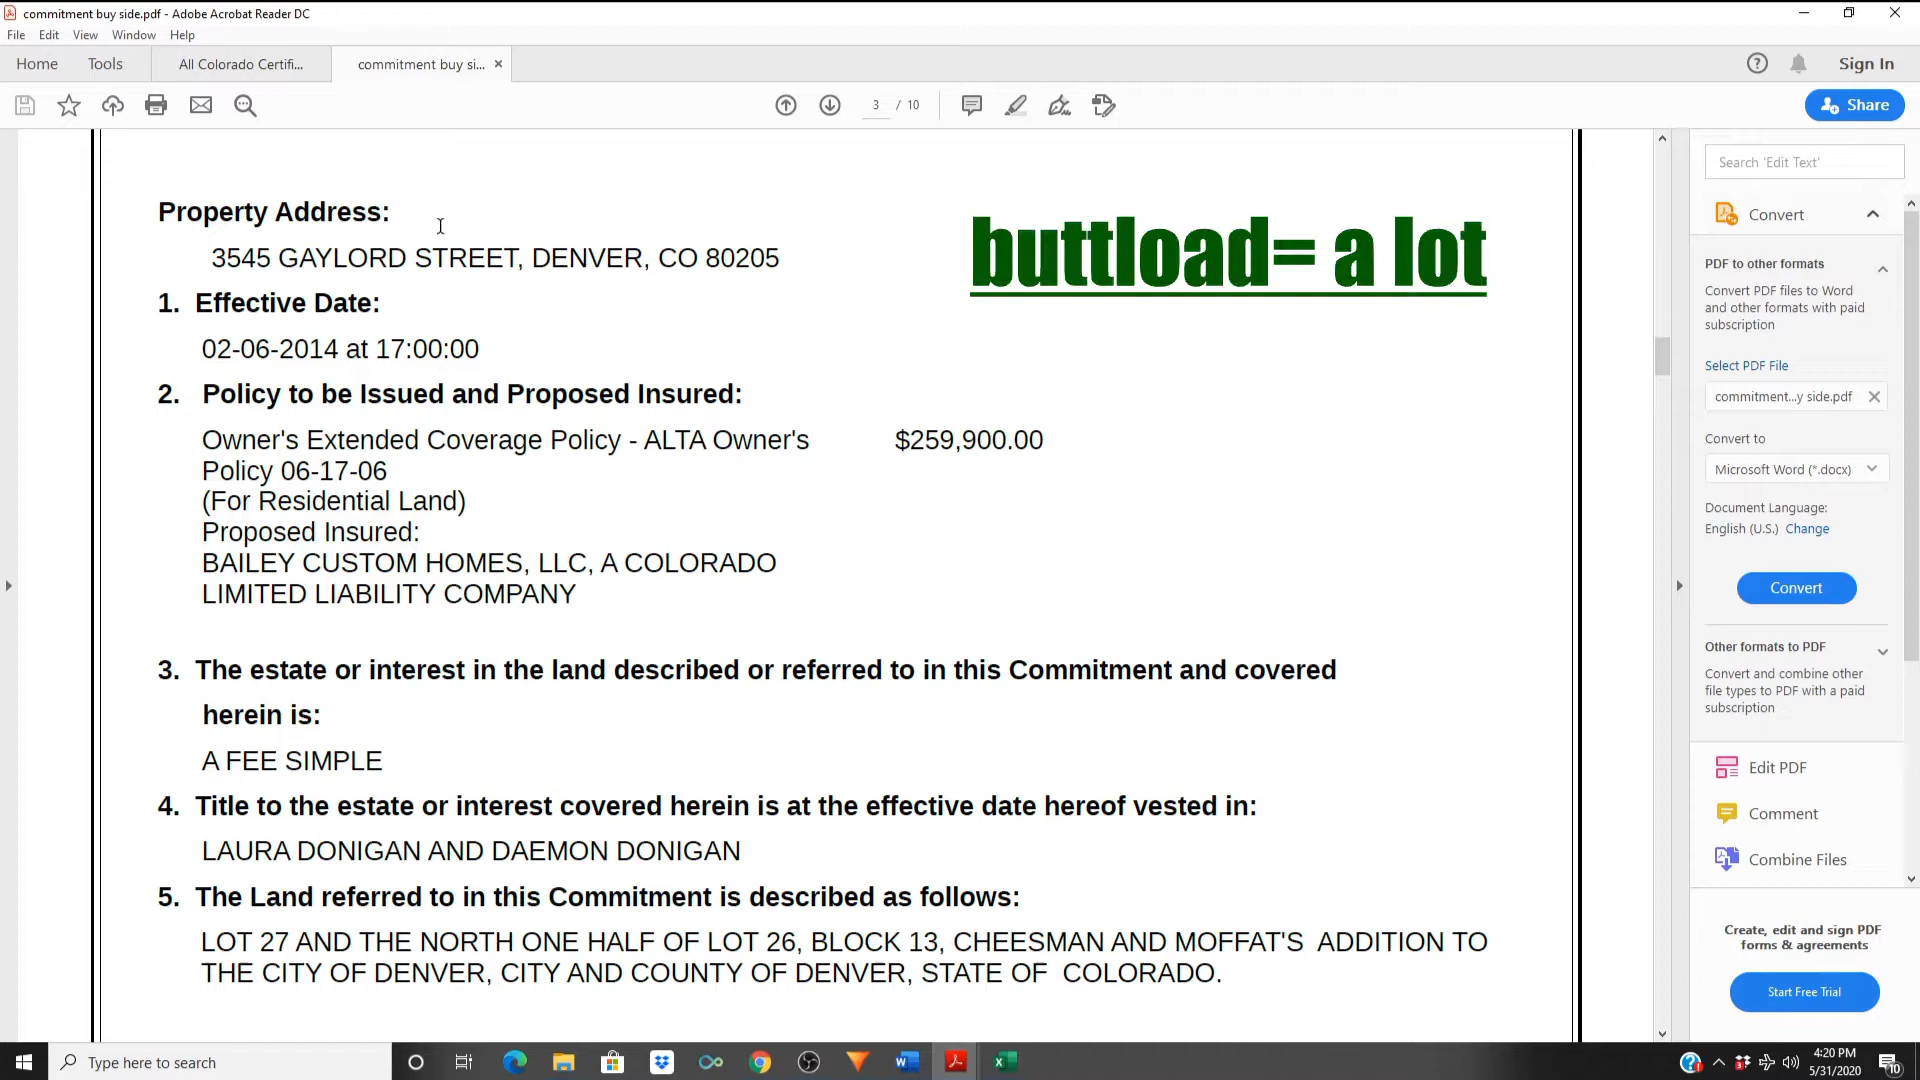 commitment buy side.pdf - Adobe Acrobat Reader DC
File Edit View Window Help
Home Tools All Colorado Certifi... commitment buy si... × Sign In
3 / 10 Share
Property Address:
3545 GAYLORD STREET, DENVER, CO 80205
buttload= a lot
1. Effective Date:
02-06-2014 at 17:00:00
2. Policy to be Issued and Proposed Insured:
Owner's Extended Coverage Policy - ALTA Owner's $259,900.00
Policy 06-17-06
(For Residential Land)
Proposed Insured:
BAILEY CUSTOM HOMES, LLC, A COLORADO
LIMITED LIABILITY COMPANY
3. The estate or interest in the land described or referred to in this Commitment and covered
herein is:
A FEE SIMPLE
4. Title to the estate or interest covered herein is at the effective date hereof vested in:
LAURA DONIGAN AND DAEMON DONIGAN
5. The Land referred to in this Commitment is described as follows:
LOT 27 AND THE NORTH ONE HALF OF LOT 26, BLOCK 13, CHEESMAN AND MOFFAT'S ADDITION TO
THE CITY OF DENVER, CITY AND COUNTY OF DENVER, STATE OF COLORADO.
Search 'Edit Text'
Convert
PDF to other formats
Convert PDF files to Word
and other formats with paid
subscription
Select PDF File
commitment...y side.pdf
Convert to
Microsoft Word (*.docx)
Document Language:
English (U.S.) Change
Convert
Other formats to PDF
Convert and combine other
file types to PDF with a paid
subscription
Edit PDF
Comment
Combine Files
Create, edit and sign PDF
forms & agreements
Start Free Trial
Type here to search
4:20 PM
5/31/2020
10